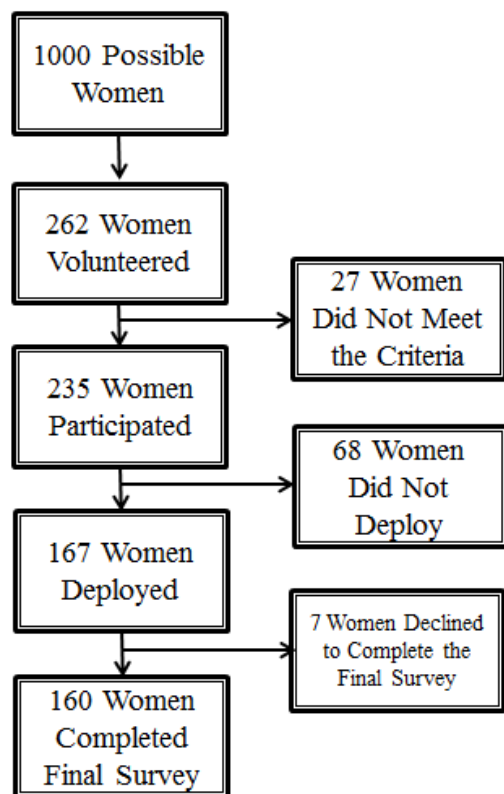 1000 Possible
Women
262 Women
Volunteered
27 Women
Did Not Meet
the Criteria
235 Women
Participated
68 Women
Did Not
Deploy
167 Women
Deployed
7 Women Declined
to Complete the
Final Survey
160 Women
Completed
Final Survey